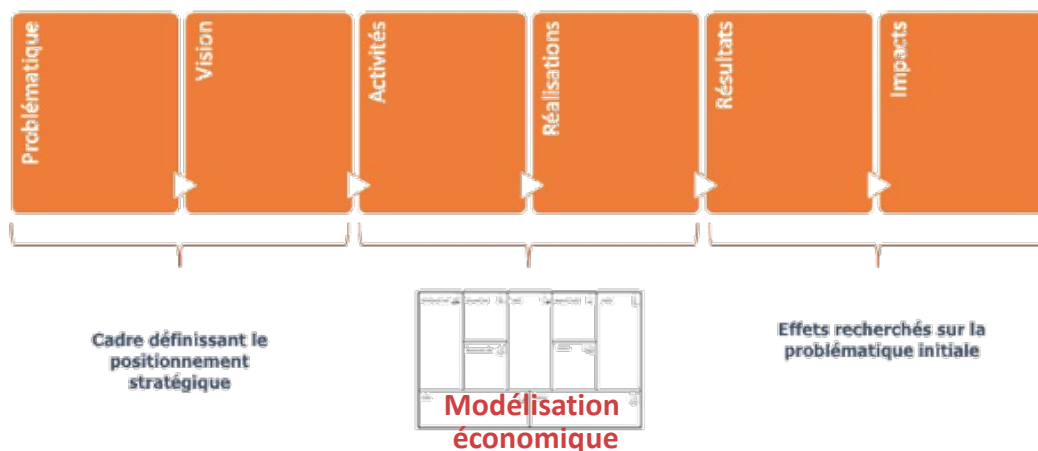 Problématique
Vision
Activités
Réalisations
Résultats
Impacts
Cadre définissant le
positionnement
stratégique
Modélisation
économique
Effets recherchés sur la
problématique initiale